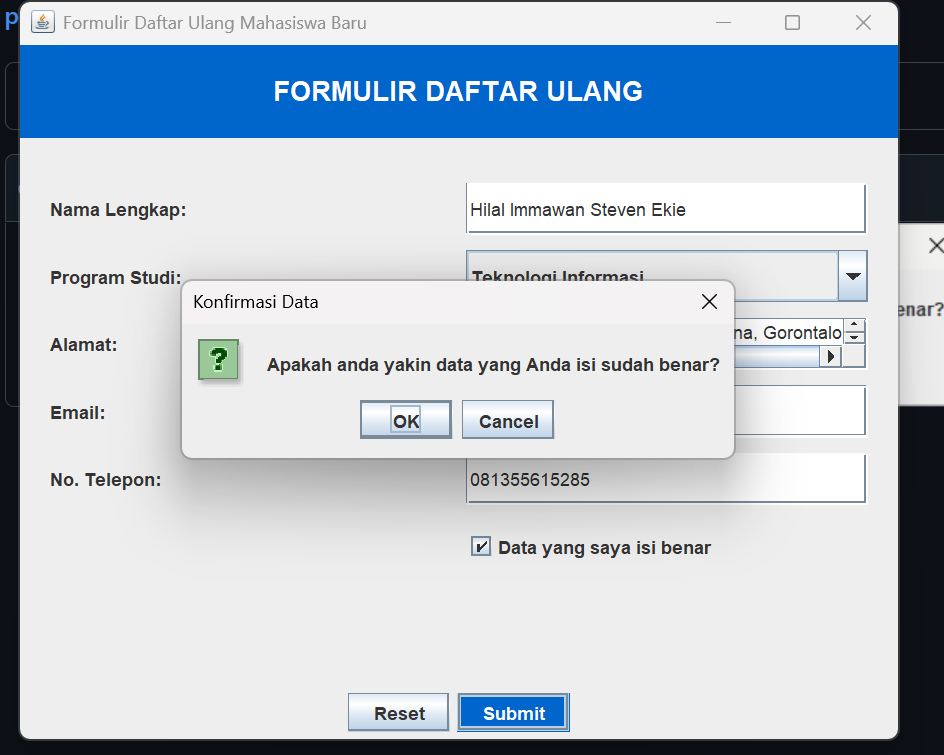 Formulir Daftar Ulang Mahasiswa Baru
FORMULIR DAFTAR ULANG
Nama Lengkap:
Hilal Immawan Steven Ekie
Program Studi:
Teknologi Informasi
Konfirmasi Data
Alamat:
Gorontalo
?
Apakah anda yakin data yang Anda isi sudah benar?
Email:
OK
Cancel
No. Telepon:
081355615285
Data yang saya isi benar
Reset
Submit